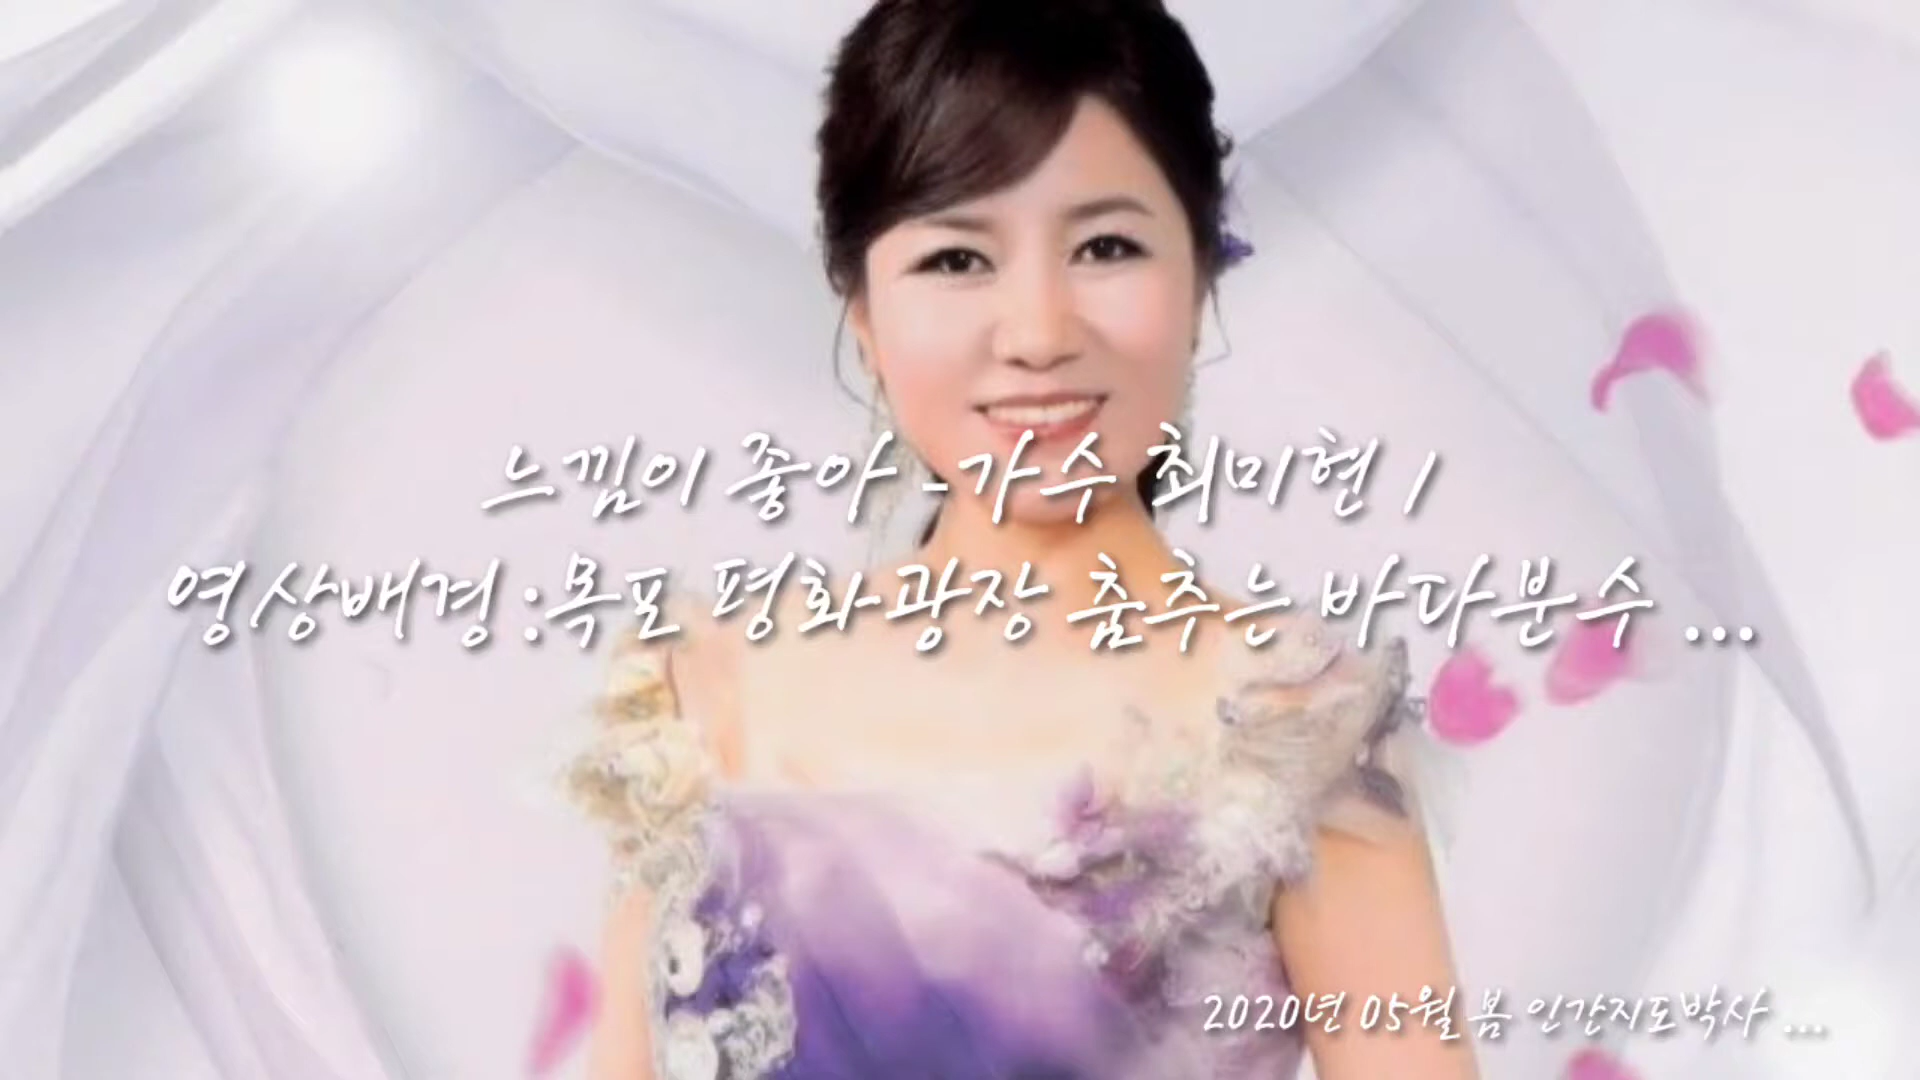 느낌이 좋아 -가수 최미현 /
영상배경 :목포 평화광장 춤추는 바다분수 ...
2020년 05월 봄 인간지도박사 ...